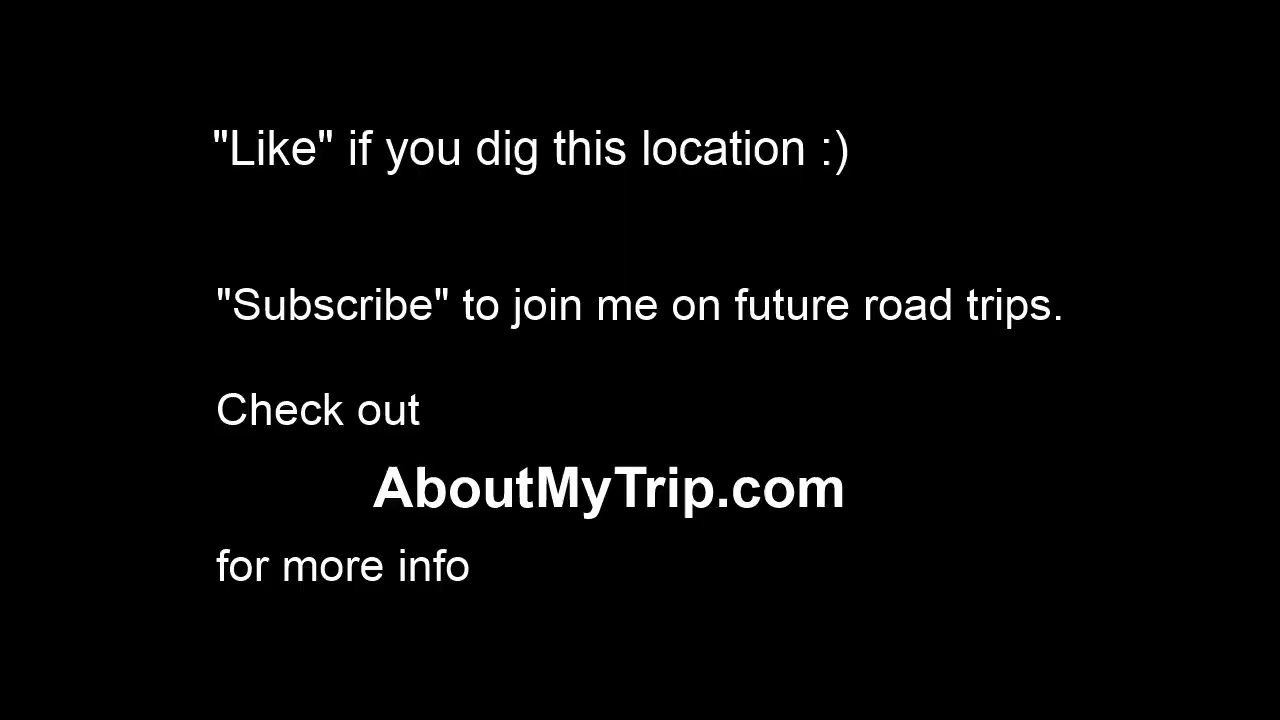 "Like" if you dig this location :)
"Subscribe" to join me on future road trips.
Check out
AboutMyTrip.com
for more info